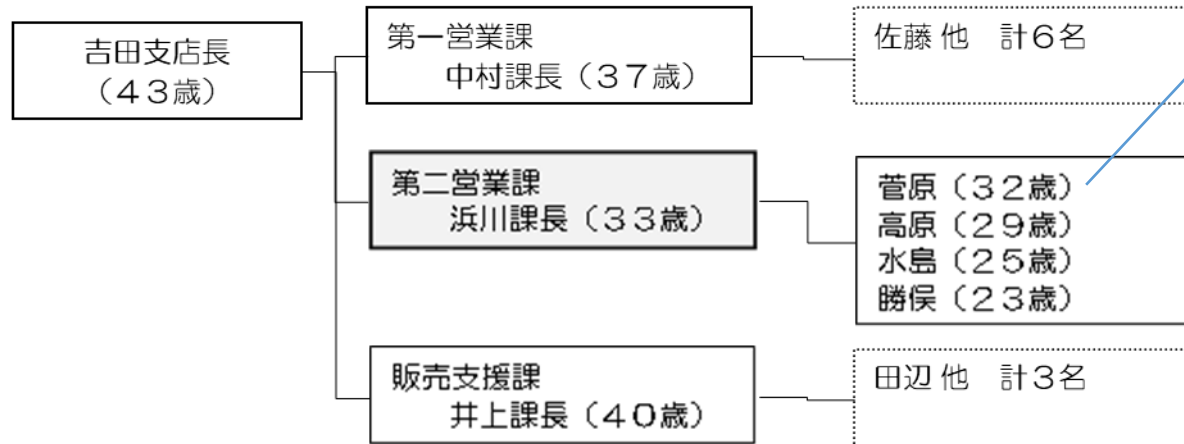 吉田支店長
（４３歳）
第一営業課
中村課長（３７歳）
佐藤 他　計６名
第二営業課
浜川課長（３３歳）
菅原（３２歳）
高原（２９歳）
水島（２５歳）
勝俣（２３歳）
販売支援課
井上課長（４０歳）
田辺 他　計３名